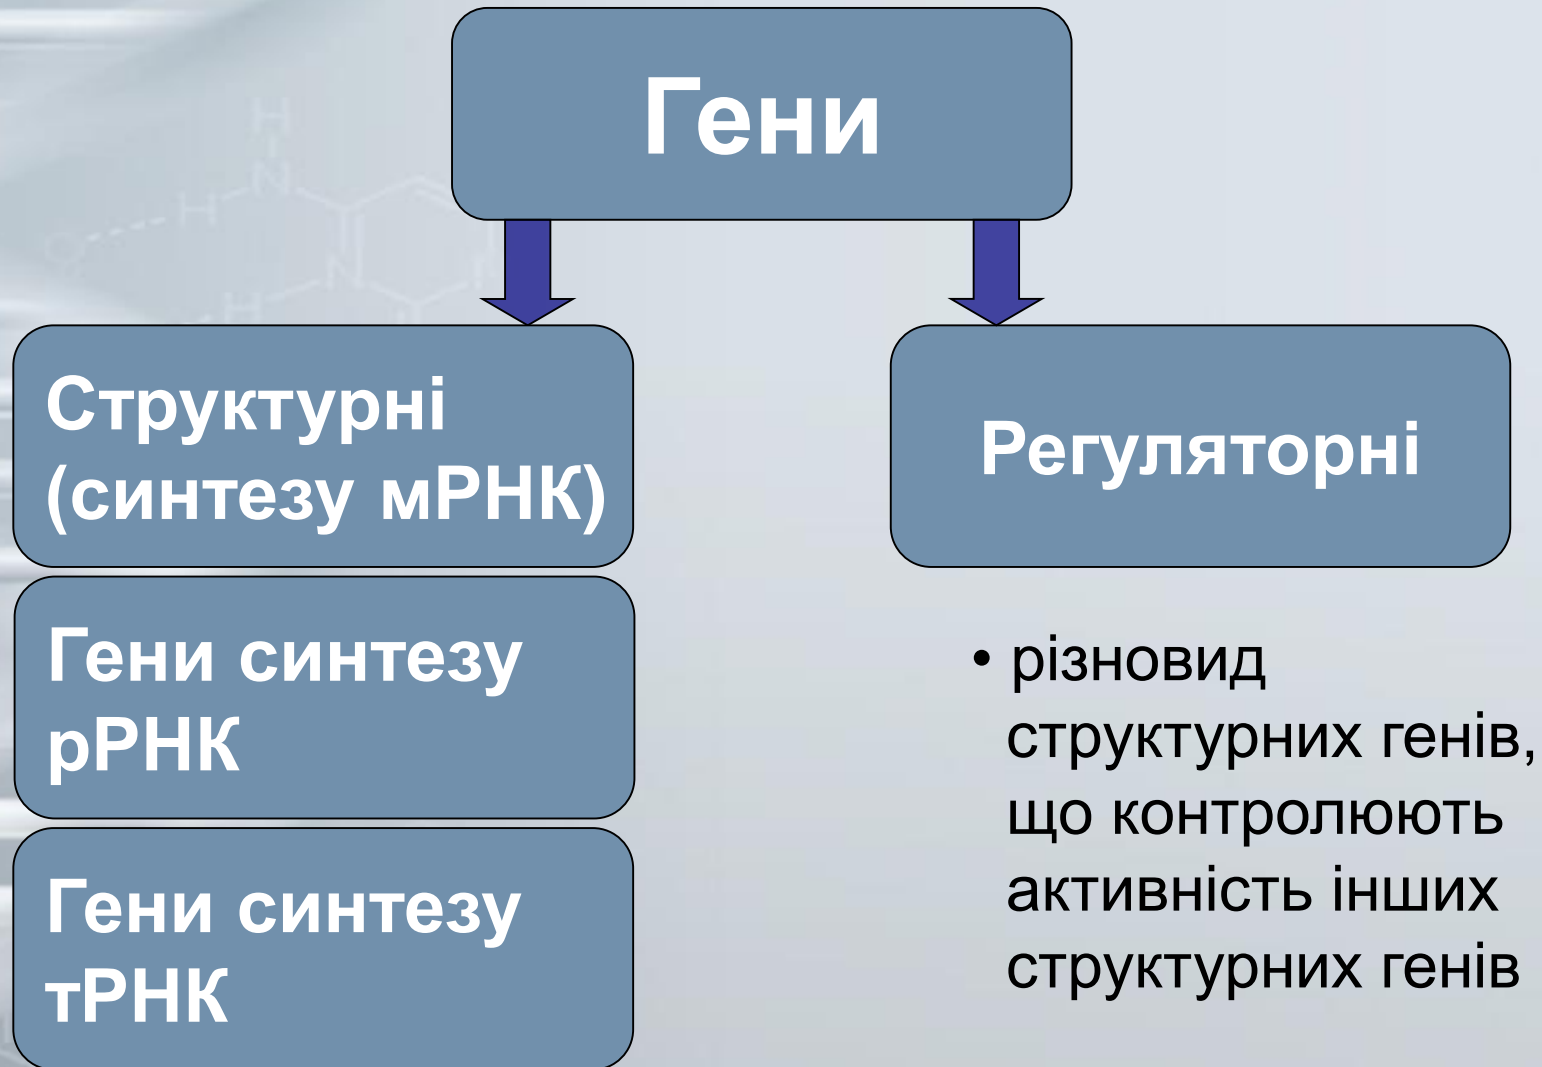 Гени
Структурні
(синтезу мРНК)
Гени синтезу
рРНК
Гени синтезу
тРНК
Регуляторні
• різновид
структурних генів,
що контролюють
активність інших
структурних генів